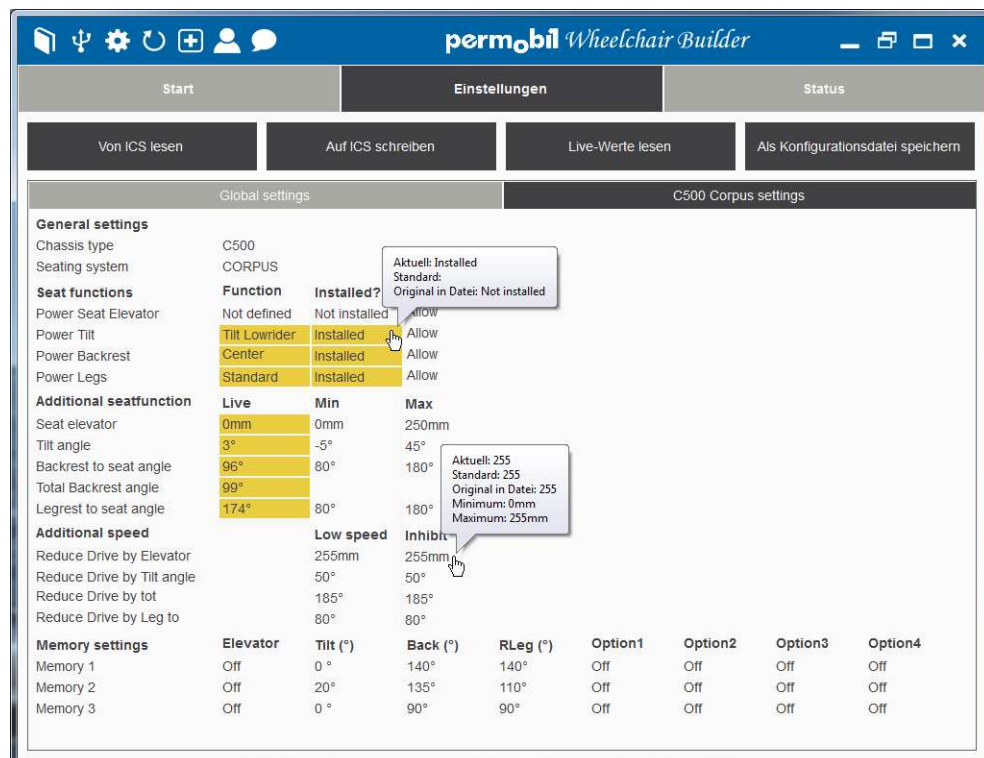 permobil Wheelchair Builder
Start Einstellungen Status
Von ICS lesen Auf ICS schreiben Live-Werte lesen Als Konfigurationsdatei speichern
Global settings C500 Corpus settings
General settings
Chassis type C500
Seating system CORPUS
Aktuell: Installed
Standard:
Original in Datei: Not installed
Seat functions Function Installed?
Power Seat Elevator Not defined Not installed Allow
Power Tilt Tilt Lowrider Installed Allow
Power Backrest Center Installed Allow
Power Legs Standard Installed Allow
Additional seatfunction Live Min Max
Seat elevator 0mm 0mm 250mm
Tilt angle 3° -5° 45°
Backrest to seat angle 96° 80° 180°
Total Backrest angle 99°
Legrest to seat angle 174° 80° 180°
Aktuell: 255
Standard: 255
Original in Datei: 255
Minimum: 0mm
Maximum: 255mm
Additional speed Low speed Inhibit
Reduce Drive by Elevator 255mm 255mm
Reduce Drive by Tilt angle 50° 50°
Reduce Drive by tot 185° 185°
Reduce Drive by Leg to 80° 80°
Memory settings Elevator Tilt (°) Back (°) RLeg (°) Option1 Option2 Option3 Option4
Memory 1 Off 0 ° 140° 140° Off Off Off Off
Memory 2 Off 20° 135° 110° Off Off Off Off
Memory 3 Off 0 ° 90° 90° Off Off Off Off